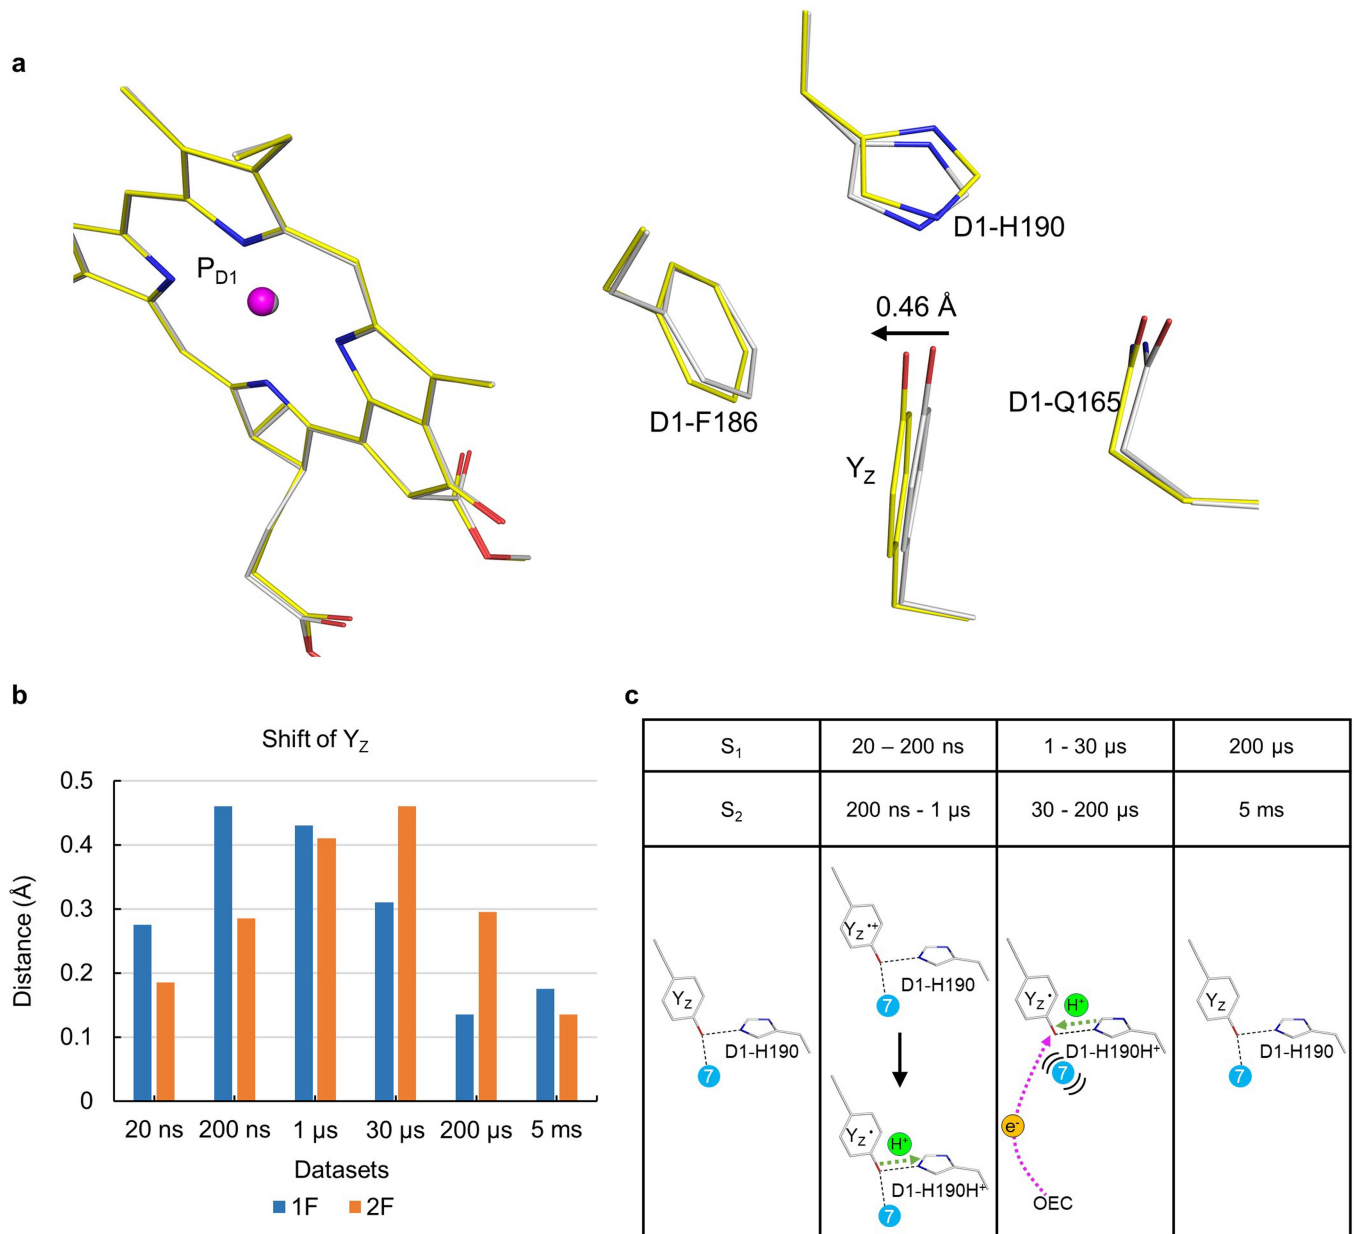 a
P_D1
D1-H190
0.46 Å
D1-F186
D1-Q165
Y_Z
b
Shift of Y_Z
Distance (Å)
0.5
0.4
0.3
0.2
0.1
0
20 ns 200 ns 1 µs 30 µs 200 µs 5 ms
Datasets
1F 2F
c
S₁ 20 – 200 ns 1 - 30 µs 200 µs
S₂ 200 ns - 1 µs 30 - 200 µs 5 ms
Y_Z
D1-H190
7
Y_Z•+
D1-H190
7
Y_Z•
H⁺
D1-H190H⁺
7
Y_Z•
H⁺
D1-H190H⁺
7
e⁻
OEC
Y_Z
D1-H190
7